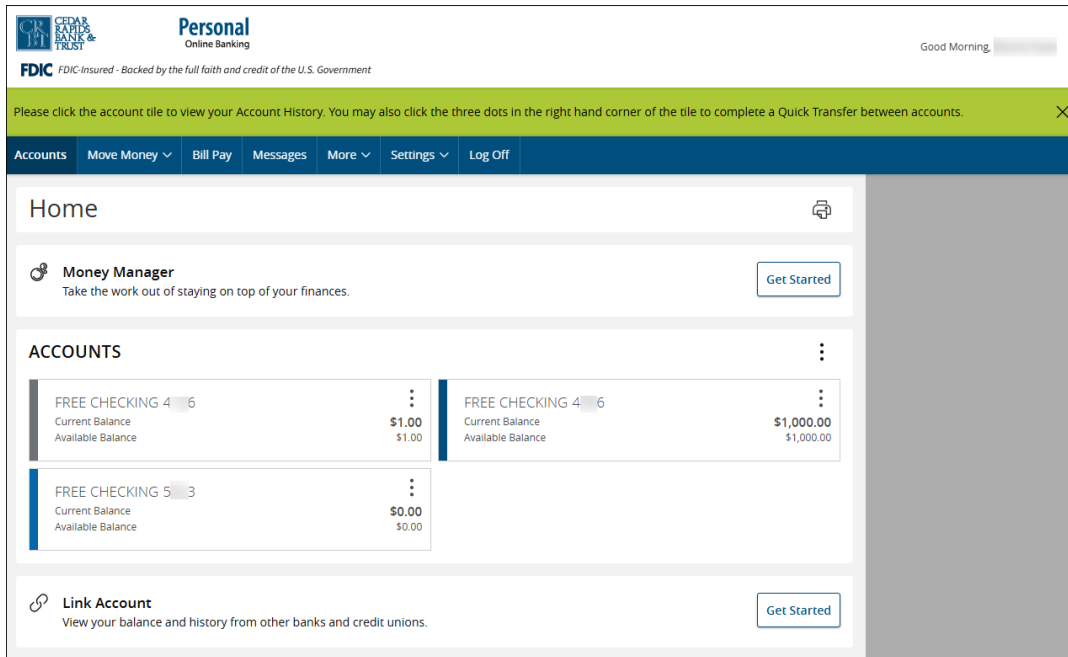 CRBT CEDAR RAPIDS BANK & TRUST
Personal
Online Banking
FDIC FDIC-Insured - Backed by the full faith and credit of the U.S. Government
Good Morning,
Please click the account tile to view your Account History. You may also click the three dots in the right hand corner of the tile to complete a Quick Transfer between accounts.
Accounts Move Money Bill Pay Messages More Settings Log Off
Home
Money Manager
Take the work out of staying on top of your finances.
Get Started
ACCOUNTS
FREE CHECKING 4 6
Current Balance $1.00
Available Balance $1.00
FREE CHECKING 4 6
Current Balance $1,000.00
Available Balance $1,000.00
FREE CHECKING 5 3
Current Balance $0.00
Available Balance $0.00
Link Account
View your balance and history from other banks and credit unions.
Get Started